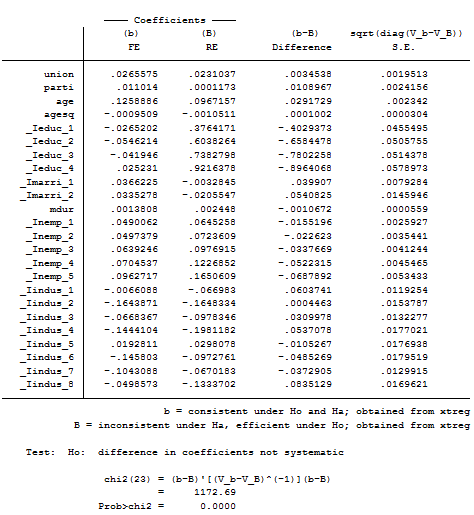 Coefficients
(b) (B) (b-B) sqrt(diag(V_b-V_B))
FE RE Difference S.E.
union .0265575 .0231037 .0034538 .0019513
parti .011014 .0001173 .0108967 .0024156
age .1258886 .0967157 .0291729 .002342
agesq -.0009509 -.0010511 .0001002 .0000304
_Ieduc_1 -.0265202 .3764171 -.4029373 .0455495
_Ieduc_2 -.0546214 .6038264 -.6584478 .0505755
_Ieduc_3 -.041946 .7382798 -.7802258 .0514378
_Ieduc_4 .025231 .9216378 -.8964068 .0578973
_Imarri_1 .0366225 -.0032845 .039907 .0079284
_Imarri_2 .0335278 -.0205547 .0540825 .0145946
mdur .0013808 .002448 -.0010672 .0000559
_Inemp_1 .0490062 .0645258 -.0155196 .0025927
_Inemp_2 .0497379 .0723609 -.022623 .0035441
_Inemp_3 .0639246 .0976915 -.0337669 .0041244
_Inemp_4 .0704537 .1226852 -.0522315 .0045465
_Inemp_5 .0962717 .1650609 -.0687892 .0053433
_Iindus_1 -.0066088 -.066983 .0603741 .0119254
_Iindus_2 -.1643871 -.1648334 .0004463 .0153787
_Iindus_3 -.0668367 -.0978346 .0309978 .0132277
_Iindus_4 -.1444104 -.1981182 .0537078 .0177021
_Iindus_5 .0192811 .0298078 -.0105267 .0176938
_Iindus_6 -.145803 -.0972761 -.0485269 .0179519
_Iindus_7 -.1043088 -.0670183 -.0372905 .0129915
_Iindus_8 -.0498573 -.1333702 .0835129 .0169621
b = consistent under Ho and Ha; obtained from xtreg
B = inconsistent under Ha, efficient under Ho; obtained from xtreg
Test: Ho: difference in coefficients not systematic
chi2(23) = (b-B)'[(V_b-V_B)^(-1)](b-B)
= 1172.69
Prob>chi2 = 0.0000